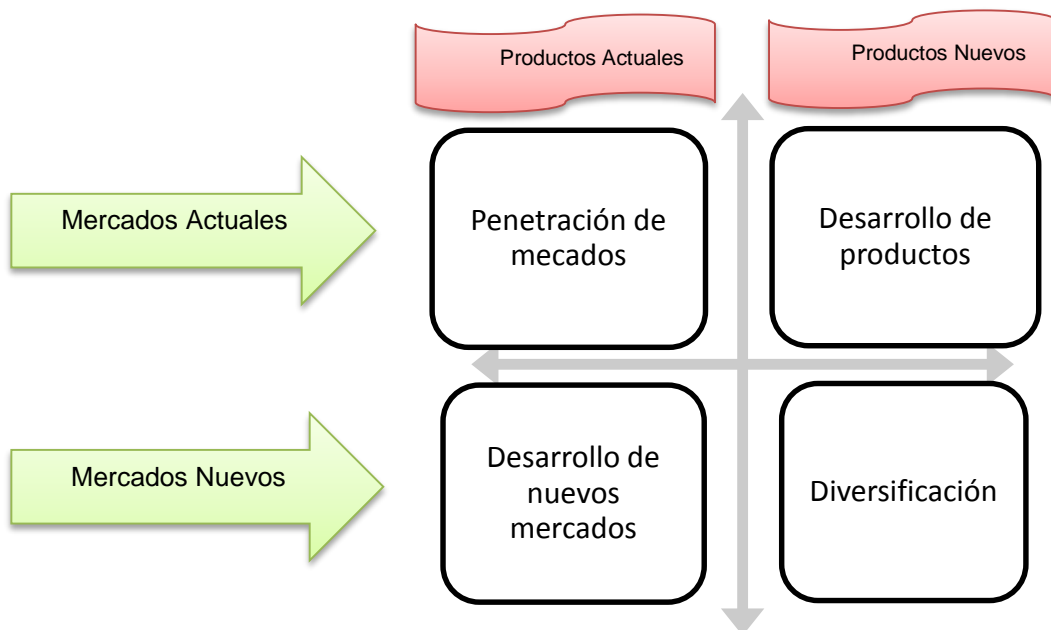 Productos Actuales
Productos Nuevos
Mercados Actuales
Penetración de
mecados
Desarrollo de
productos
Mercados Nuevos
Desarrollo de
nuevos
mercados
Diversificación